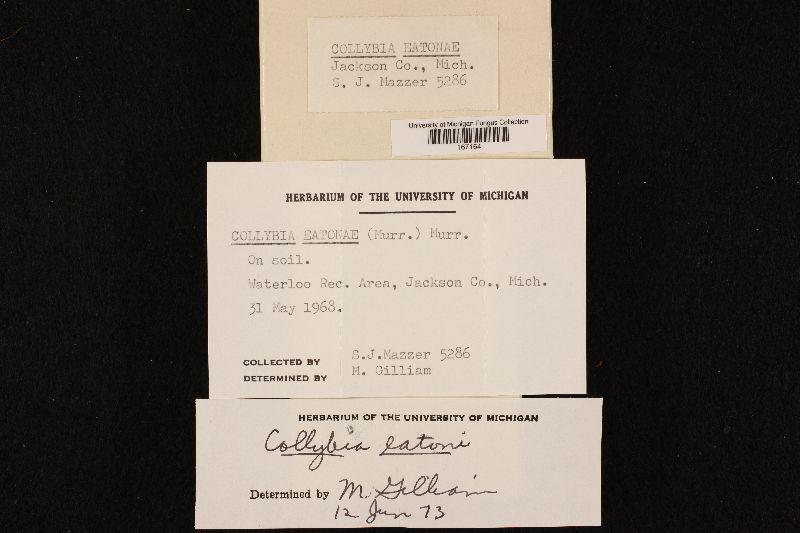 COLLYBIA EATONAE
Jackson Co., Mich.
S. J. Mazzer 5286
University of Michigan Fungus Collection
167164
HERBARIUM OF THE UNIVERSITY OF MICHIGAN
COLLYBIA EATONAE (Murr.) Murr.
On soil.
Waterloo Rec. Area, Jackson Co., Mich.
31 May 1968.
COLLECTED BY S.J.Mazzer 5286
DETERMINED BY M. Gilliam
HERBARIUM OF THE UNIVERSITY OF MICHIGAN
Collybia eatoni
Determined by M. Gilliam
12 Jun 73